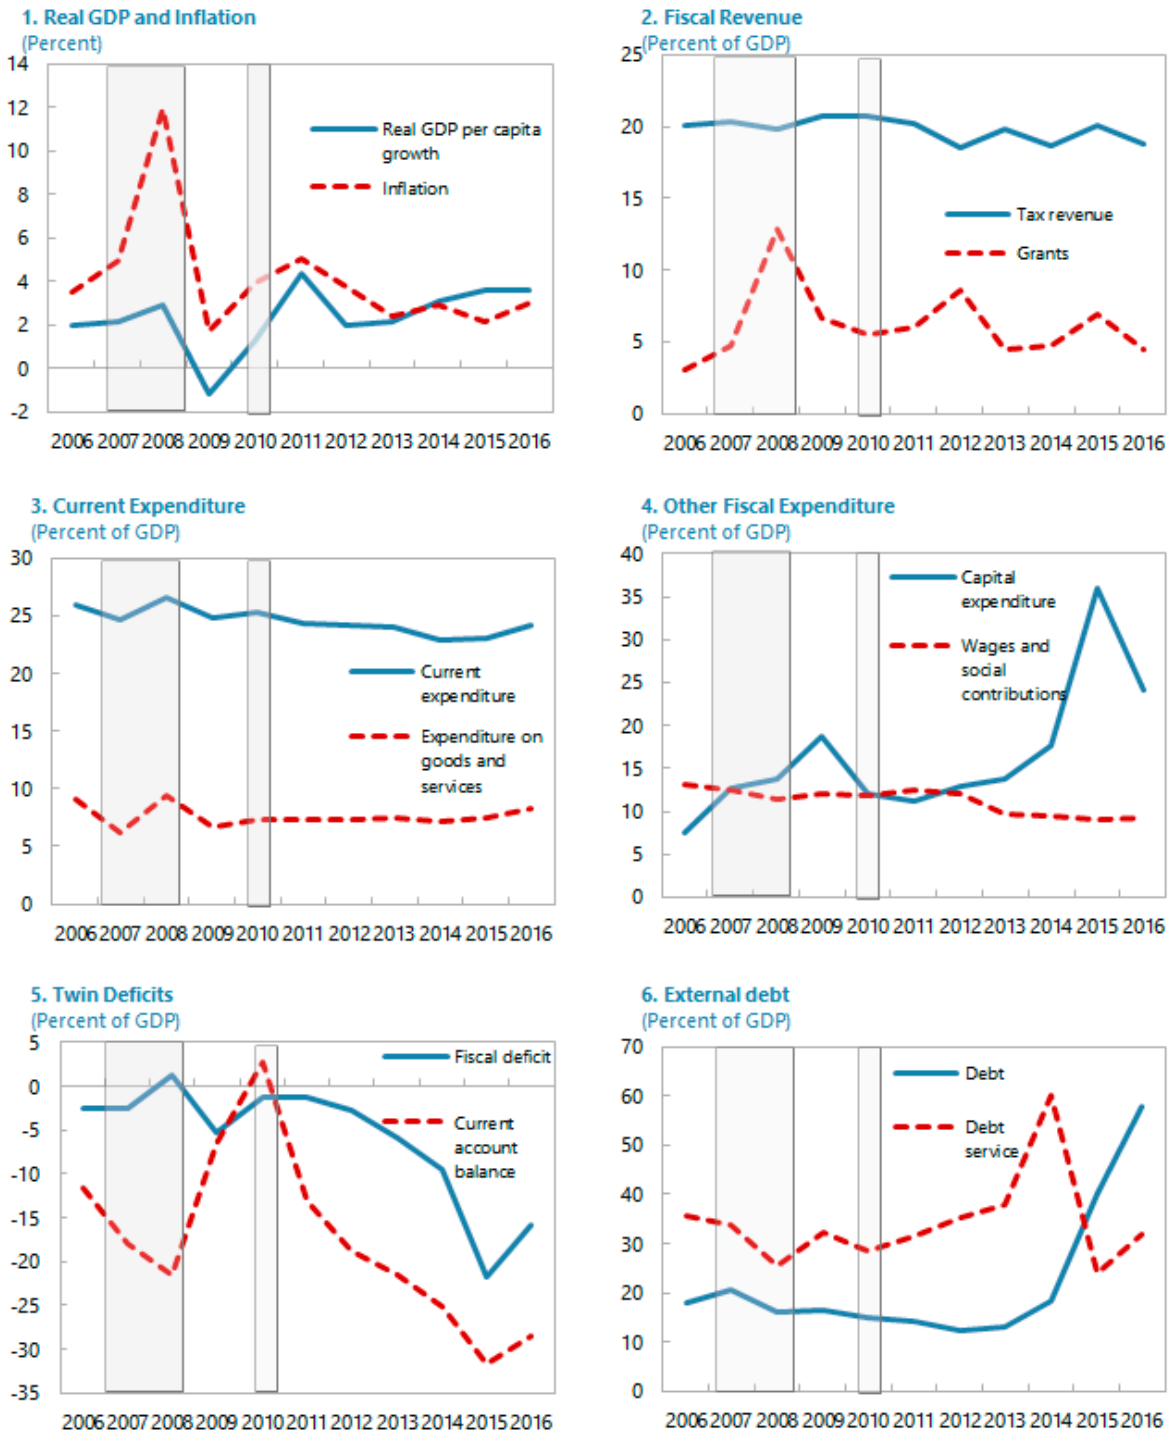 1. Real GDP and Inflation
(Percent)
14
12
10
8
6
4
2
0
-2
Real GDP per capita
growth
Inflation
2006 2007 2008 2009 2010 2011 2012 2013 2014 2015 2016
2. Fiscal Revenue
(Percent of GDP)
25
20
15
10
5
0
Tax revenue
Grants
2006 2007 2008 2009 2010 2011 2012 2013 2014 2015 2016
3. Current Expenditure
(Percent of GDP)
30
25
20
15
10
5
0
Current
expenditure
Expenditure on
goods and
services
2006 2007 2008 2009 2010 2011 2012 2013 2014 2015 2016
4. Other Fiscal Expenditure
(Percent of GDP)
40
35
30
25
20
15
10
5
0
Capital
expenditure
Wages and
social
contributions
2006 2007 2008 2009 2010 2011 2012 2013 2014 2015 2016
5. Twin Deficits
(Percent of GDP)
5
0
-5
-10
-15
-20
-25
-30
-35
Fiscal deficit
Current
account
balance
2006 2007 2008 2009 2010 2011 2012 2013 2014 2015 2016
6. External debt
(Percent of GDP)
70
60
50
40
30
20
10
0
Debt
Debt
service
2006 2007 2008 2009 2010 2011 2012 2013 2014 2015 2016